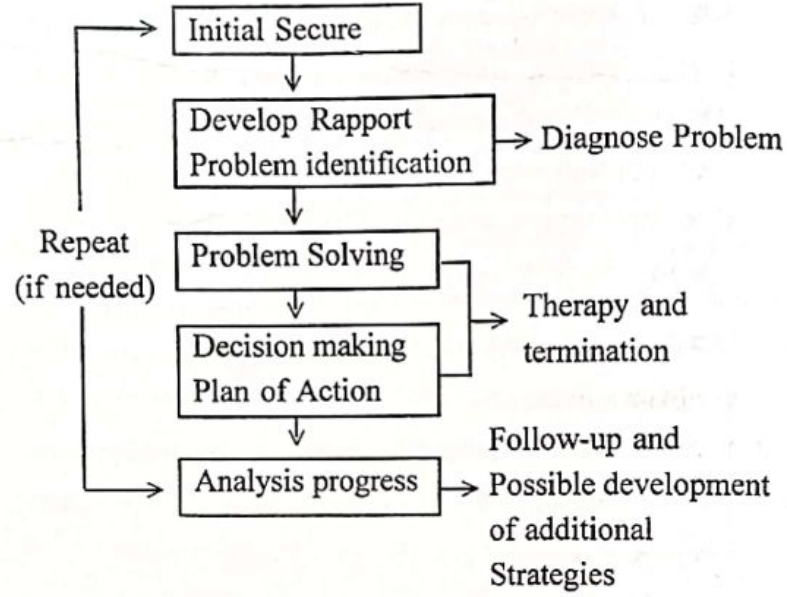 Initial Secure
Develop Rapport
Problem identification
Diagnose Problem
Repeat
(if needed)
Problem Solving
Decision making
Plan of Action
Therapy and
termination
Analysis progress
Follow-up and
Possible development
of additional
Strategies